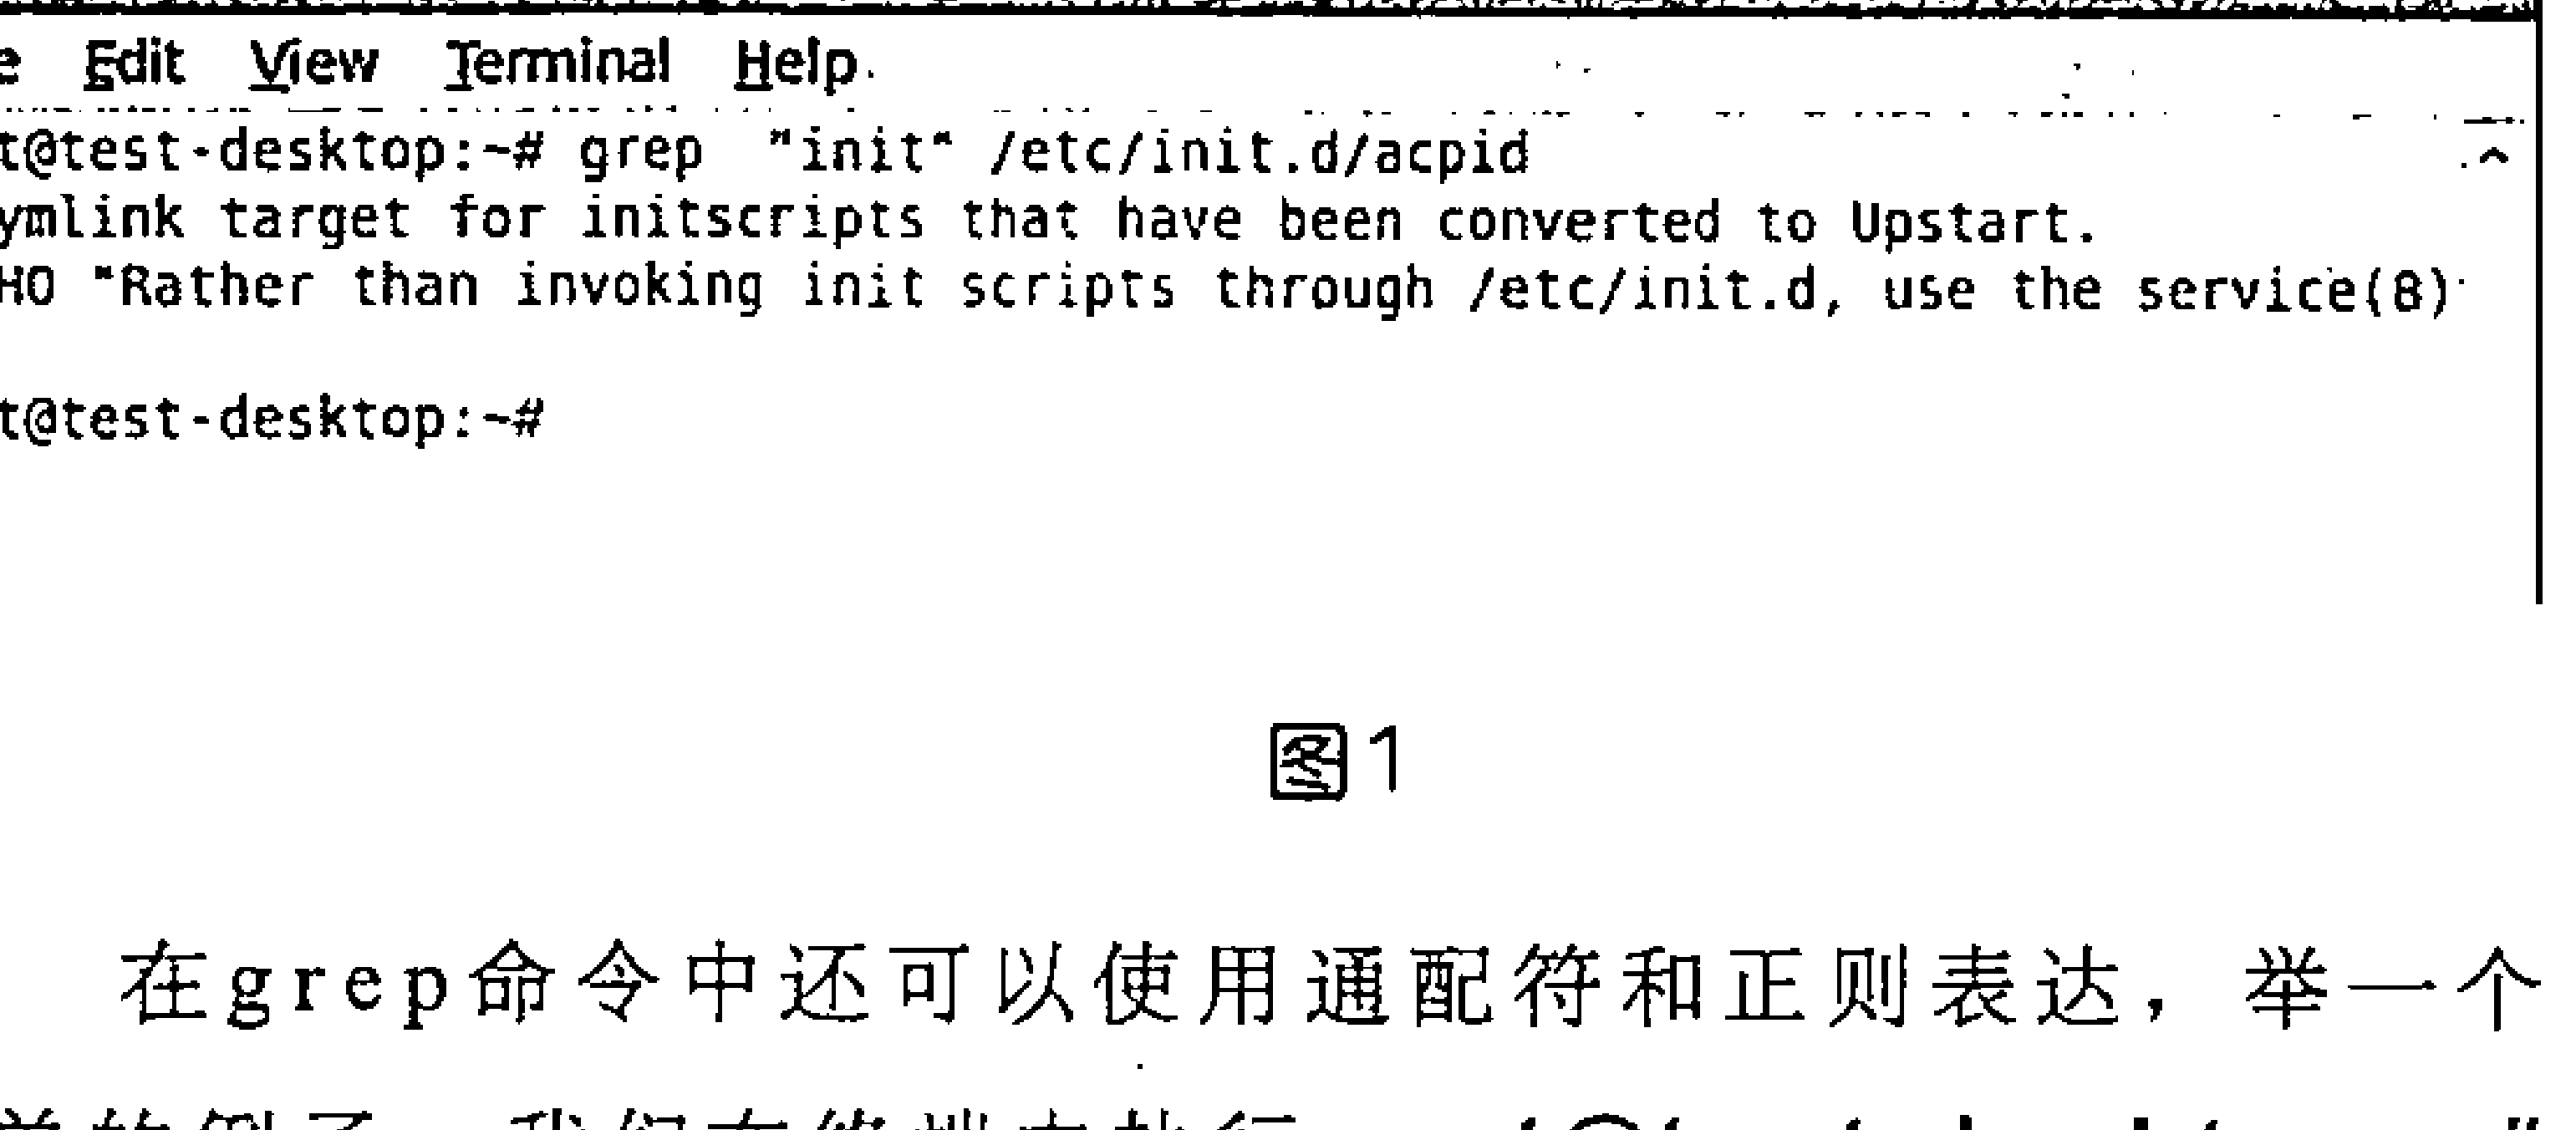 Edit View Terminal Help
t@test-desktop:~# grep  "init" /etc/init.d/acpid
ymlink target for initscripts that have been converted to Upstart.
HO "Rather than invoking init scripts through /etc/init.d, use the service(8)
t@test-desktop:~#
图1
在grep命令中还可以使用通配符和正则表达，举一个